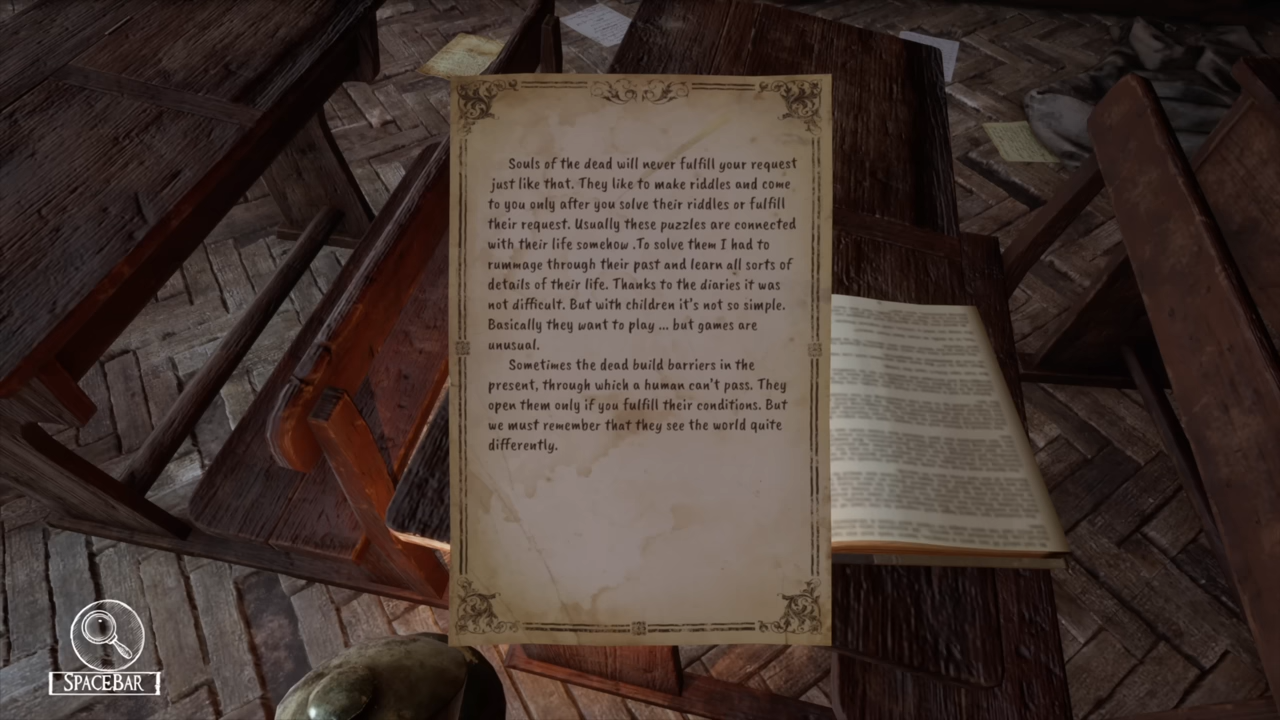 Souls of the dead will never fulfill your request
just like that. They like to make riddles and come
to you only after you solve their riddles or fulfill
their request. Usually these puzzles are connected
with their life somehow .To solve them I had to
rummage through their past and learn all sorts of
details of their life. Thanks to the diaries it was
not difficult. But with children it's not so simple.
Basically they want to play ... but games are
unusual.
Sometimes the dead build barriers in the
present, through which a human can't pass. They
open them only if you fulfill their conditions. But
we must remember that they see the world quite
differently.
SPACEBAR